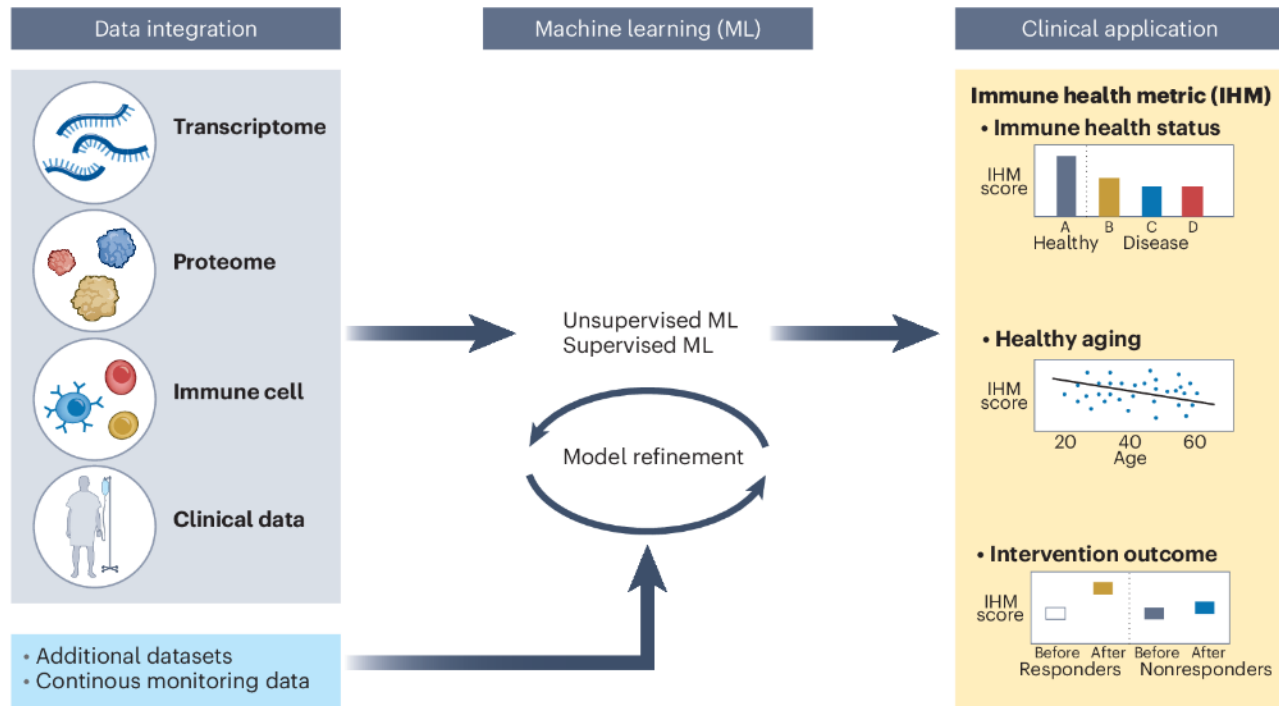 Data integration
Transcriptome
Proteome
Immune cell
Clinical data
• Additional datasets
• Continous monitoring data
Machine learning (ML)
Unsupervised ML
Supervised ML
Model refinement
Clinical application
Immune health metric (IHM)
• Immune health status
IHM
score
A B C D
Healthy Disease
• Healthy aging
IHM
score
20 40 60
Age
• Intervention outcome
IHM
score
Before After Before After
Responders Nonresponders